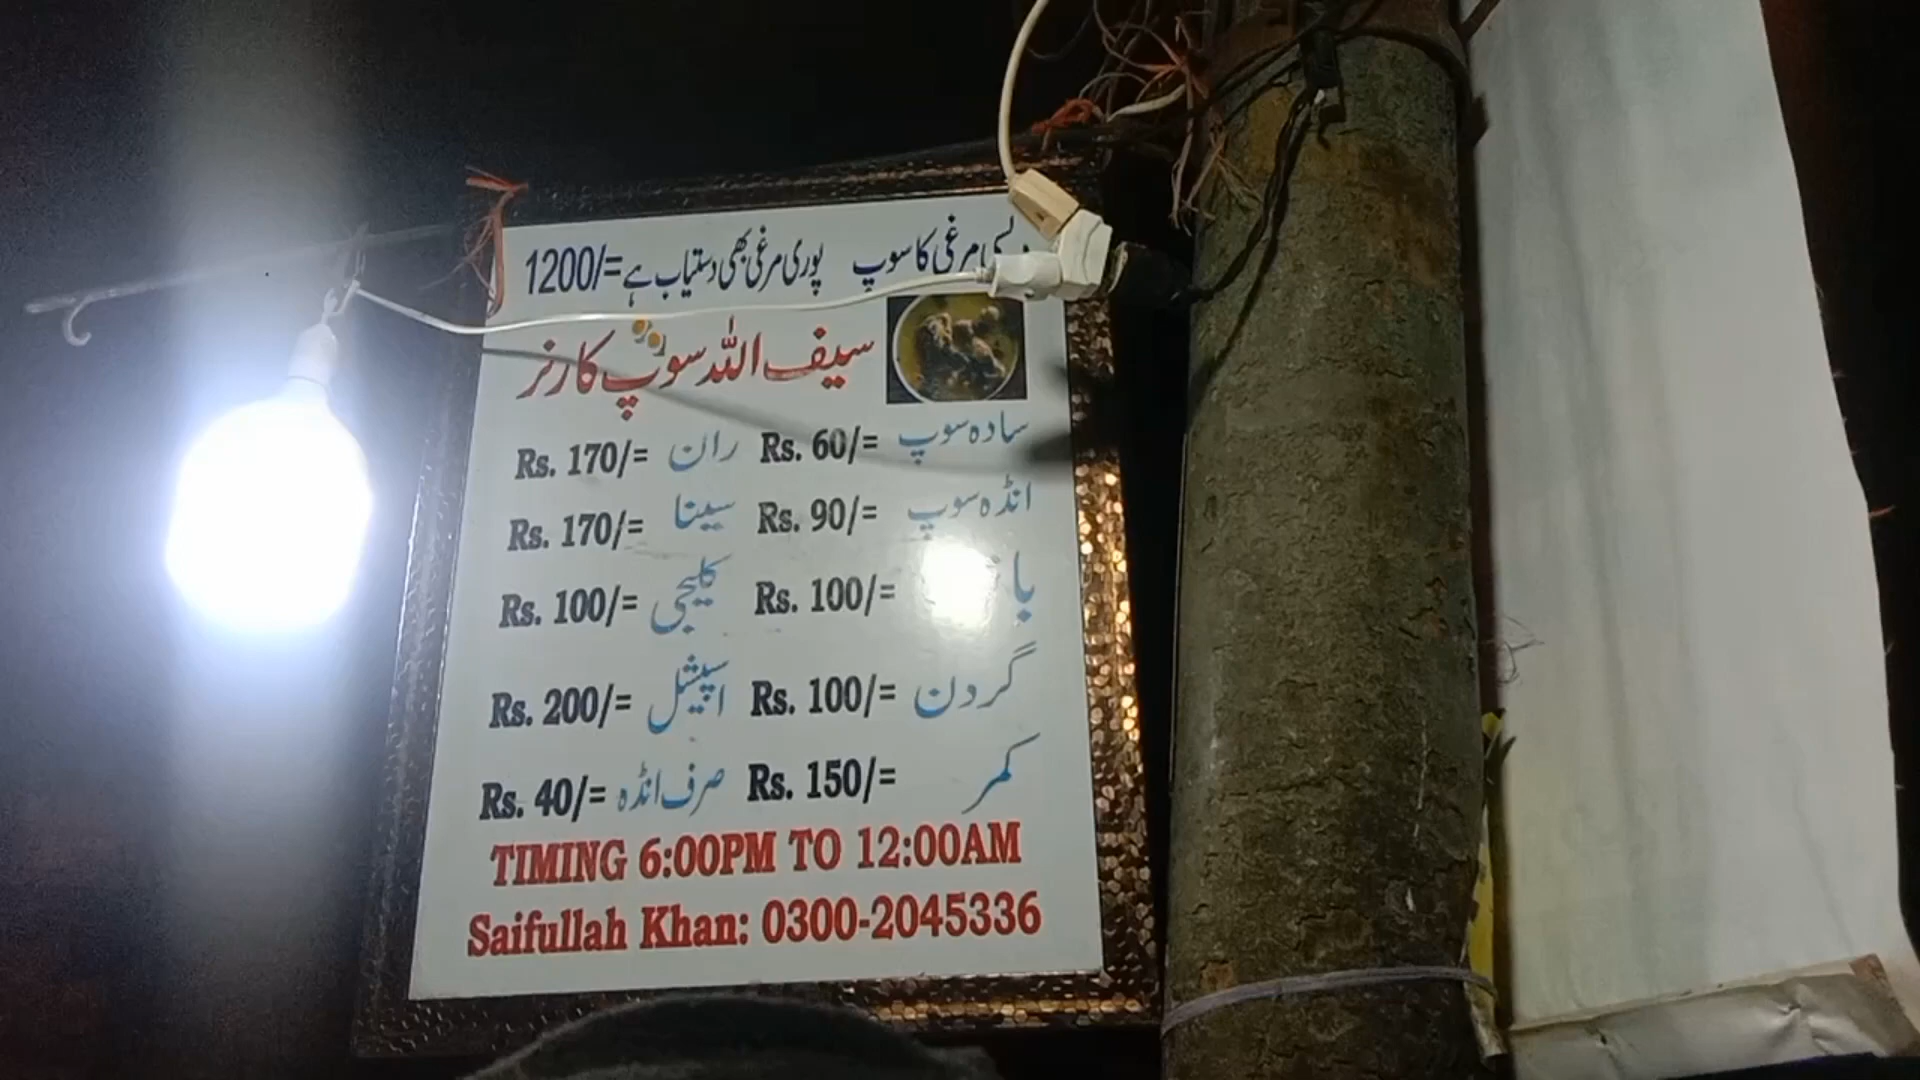 دیسی مرغی کا سوپ پوری مرغی بھی دستیاب ہے =/1200
سیف اللہ سوپ کارنر
سادہ سوپ Rs. 60/= ران Rs. 170/=
انڈہ سوپ Rs. 90/= سینا Rs. 170/=
Rs. 100/= کلیجی Rs. 100/=
گردن Rs. 100/= اسپیشل Rs. 200/=
کمر Rs. 150/= صرف انڈہ Rs. 40/=
TIMING 6:00PM TO 12:00AM
Saifullah Khan: 0300-2045336